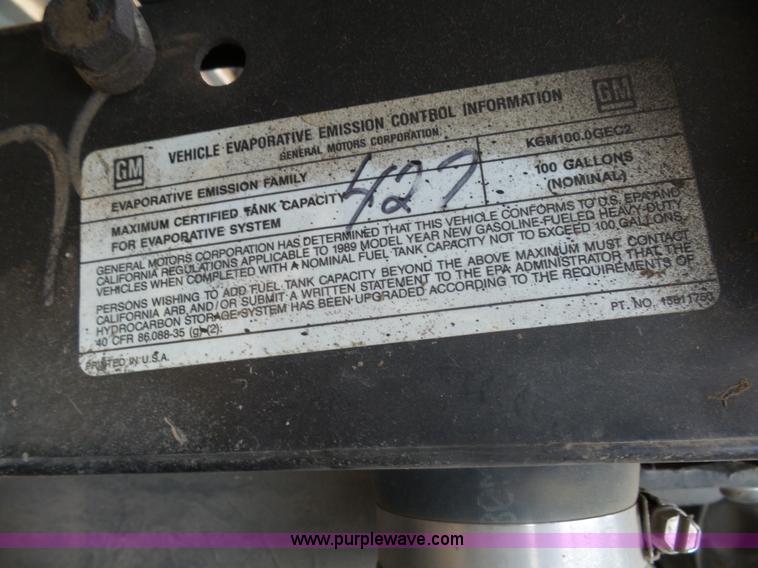 GM VEHICLE EVAPORATIVE EMISSION CONTROL INFORMATION GM
GENERAL MOTORS CORPORATION
EVAPORATIVE EMISSION FAMILY KGM100.0GEC2
MAXIMUM CERTIFIED TANK CAPACITY
FOR EVAPORATIVE SYSTEM
427
100 GALLONS
(NOMINAL)
GENERAL MOTORS CORPORATION HAS DETERMINED THAT THIS VEHICLE CONFORMS TO U.S. EPA AND
CALIFORNIA REGULATIONS APPLICABLE TO 1989 MODEL YEAR NEW GASOLINE-FUELED HEAVY-DUTY
VEHICLES WHEN COMPLETED WITH A NOMINAL FUEL TANK CAPACITY NOT TO EXCEED 100 GALLONS.
PERSONS WISHING TO ADD FUEL TANK CAPACITY BEYOND THE ABOVE MAXIMUM MUST CONTACT
CALIFORNIA ARB AND/OR SUBMIT A WRITTEN STATEMENT TO THE EPA ADMINISTRATOR THAT THE
HYDROCARBON STORAGE SYSTEM HAS BEEN UPGRADED ACCORDING TO THE REQUIREMENTS OF
40 CFR 86.088-35 (g) (2).
PRINTED IN U.S.A.
PT. NO.
www.purplewave.com